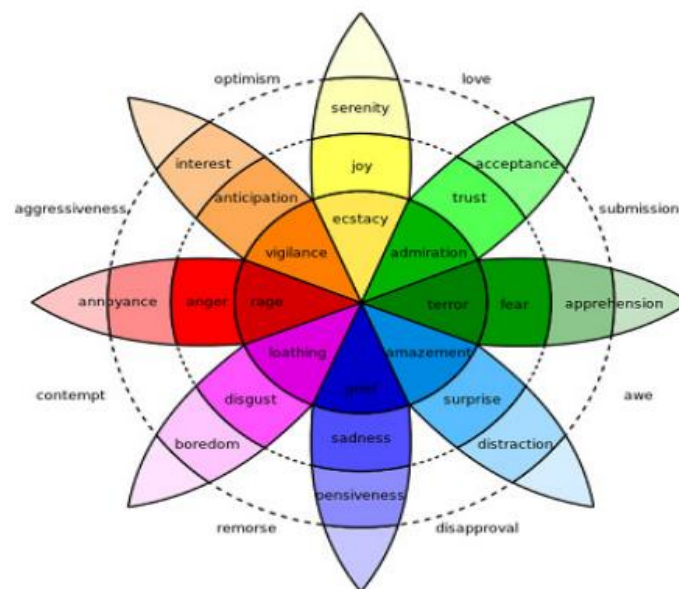 optimism
love
serenity
interest
acceptance
joy
anticipation
trust
aggressiveness
submission
ecstacy
vigilance
admiration
annoyance
anger
rage
terror
fear
apprehension
loathing
amazement
grief
contempt
disgust
surprise
awe
sadness
boredom
distraction
pensiveness
remorse
disapproval